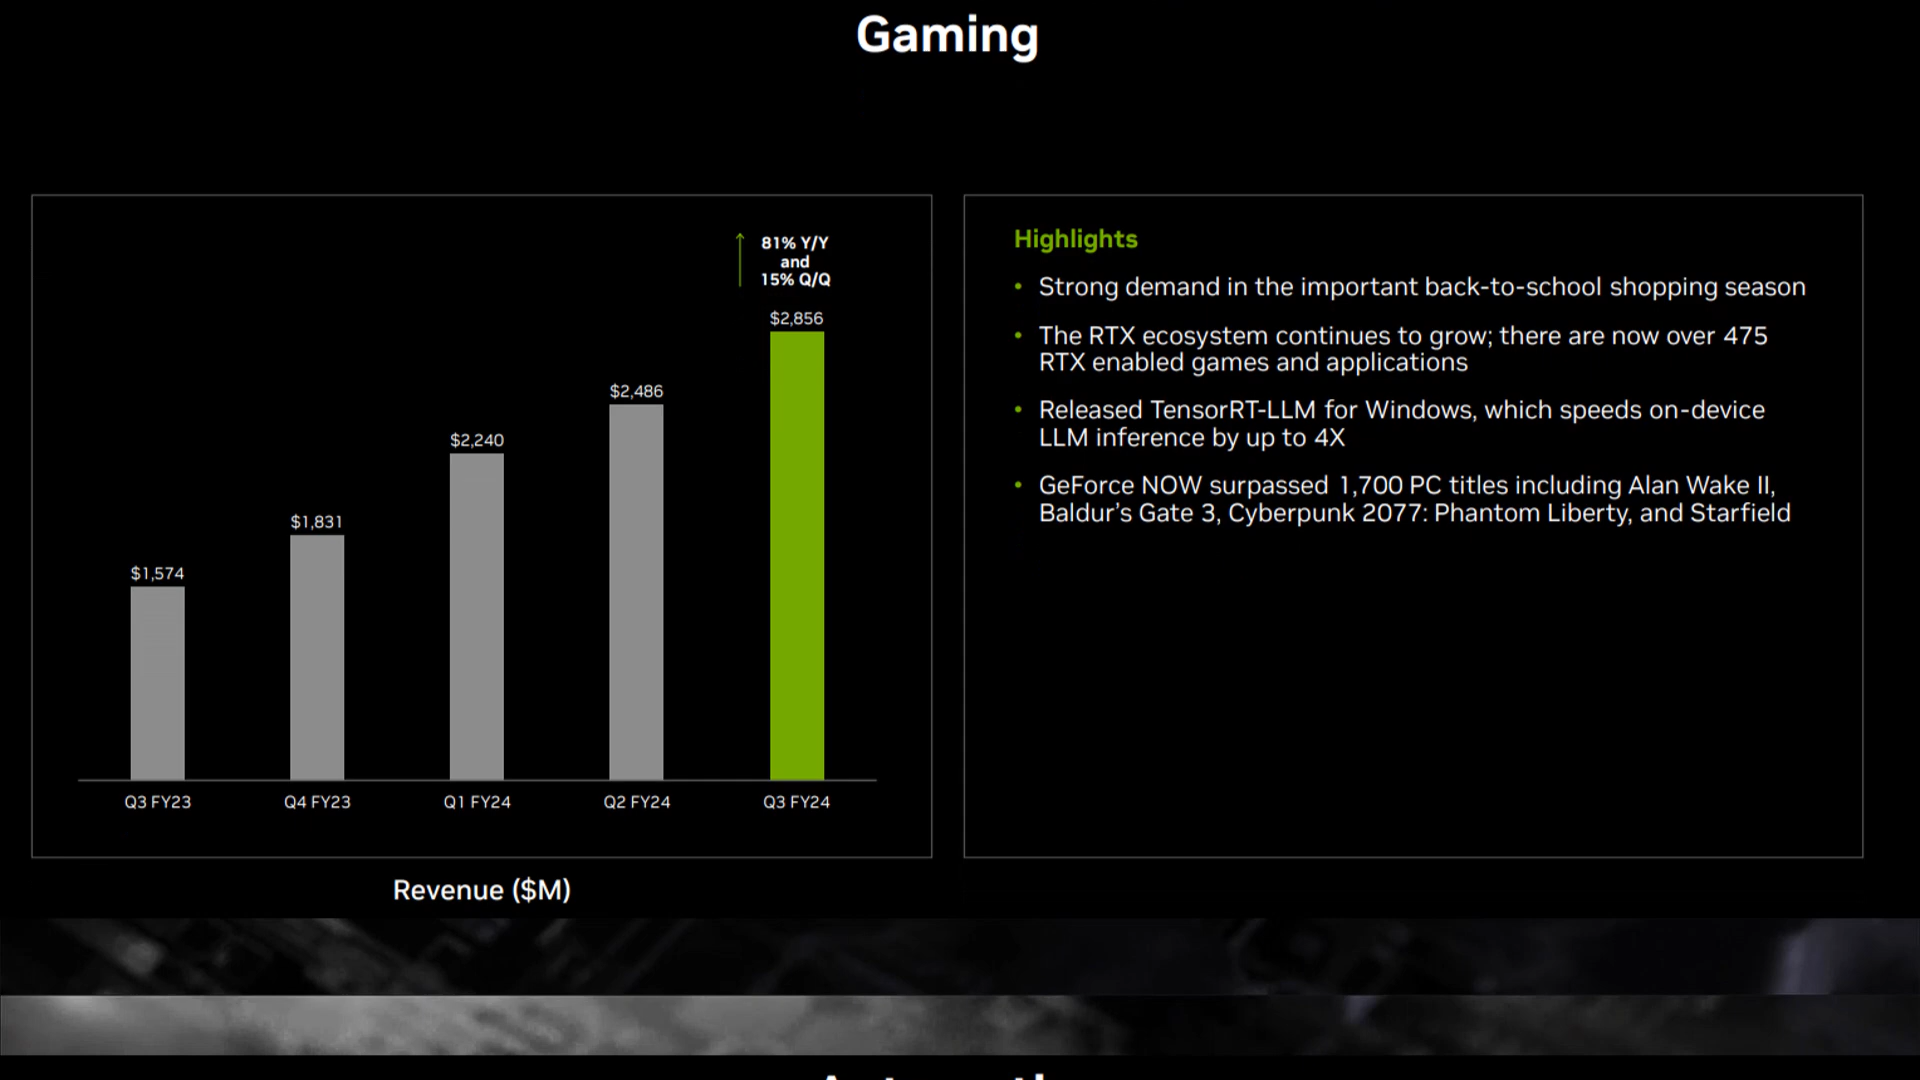 Gaming
81% Y/Y
and
15% Q/Q
$2,856
$2,486
$2,240
$1,831
$1,574
Q3 FY23
Q4 FY23
Q1 FY24
Q2 FY24
Q3 FY24
Revenue ($M)
Highlights
• Strong demand in the important back-to-school shopping season
• The RTX ecosystem continues to grow; there are now over 475
RTX enabled games and applications
• Released TensorRT-LLM for Windows, which speeds on-device
LLM inference by up to 4X
• GeForce NOW surpassed 1,700 PC titles including Alan Wake II,
Baldur’s Gate 3, Cyberpunk 2077: Phantom Liberty, and Starfield